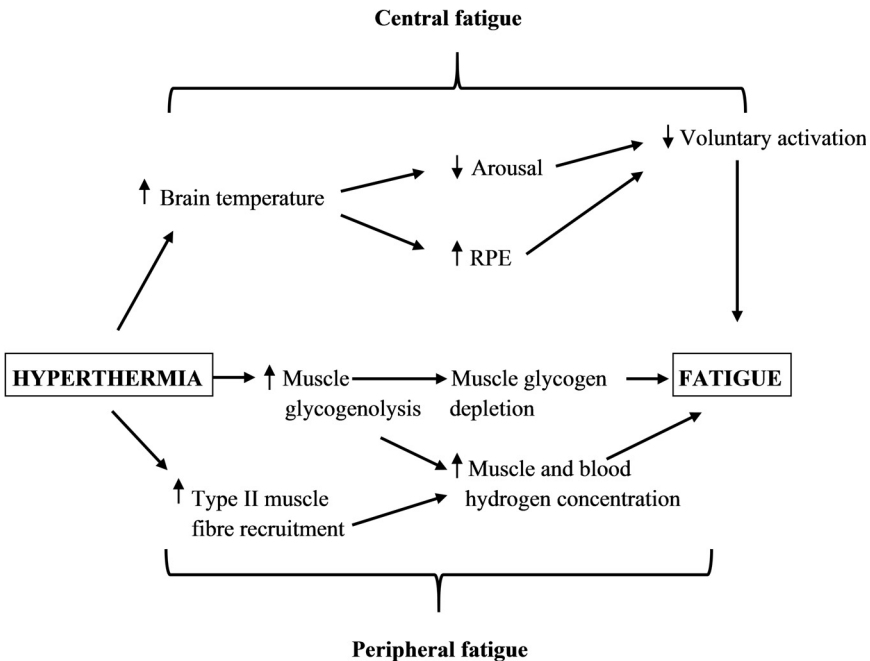 Central fatigue
↓ Voluntary activation
↓ Arousal
↑ Brain temperature
↑ RPE
HYPERTHERMIA
↑ Muscle
glycogenolysis
Muscle glycogen
depletion
FATIGUE
↑ Muscle and blood
hydrogen concentration
↑ Type II muscle
fibre recruitment
Peripheral fatigue